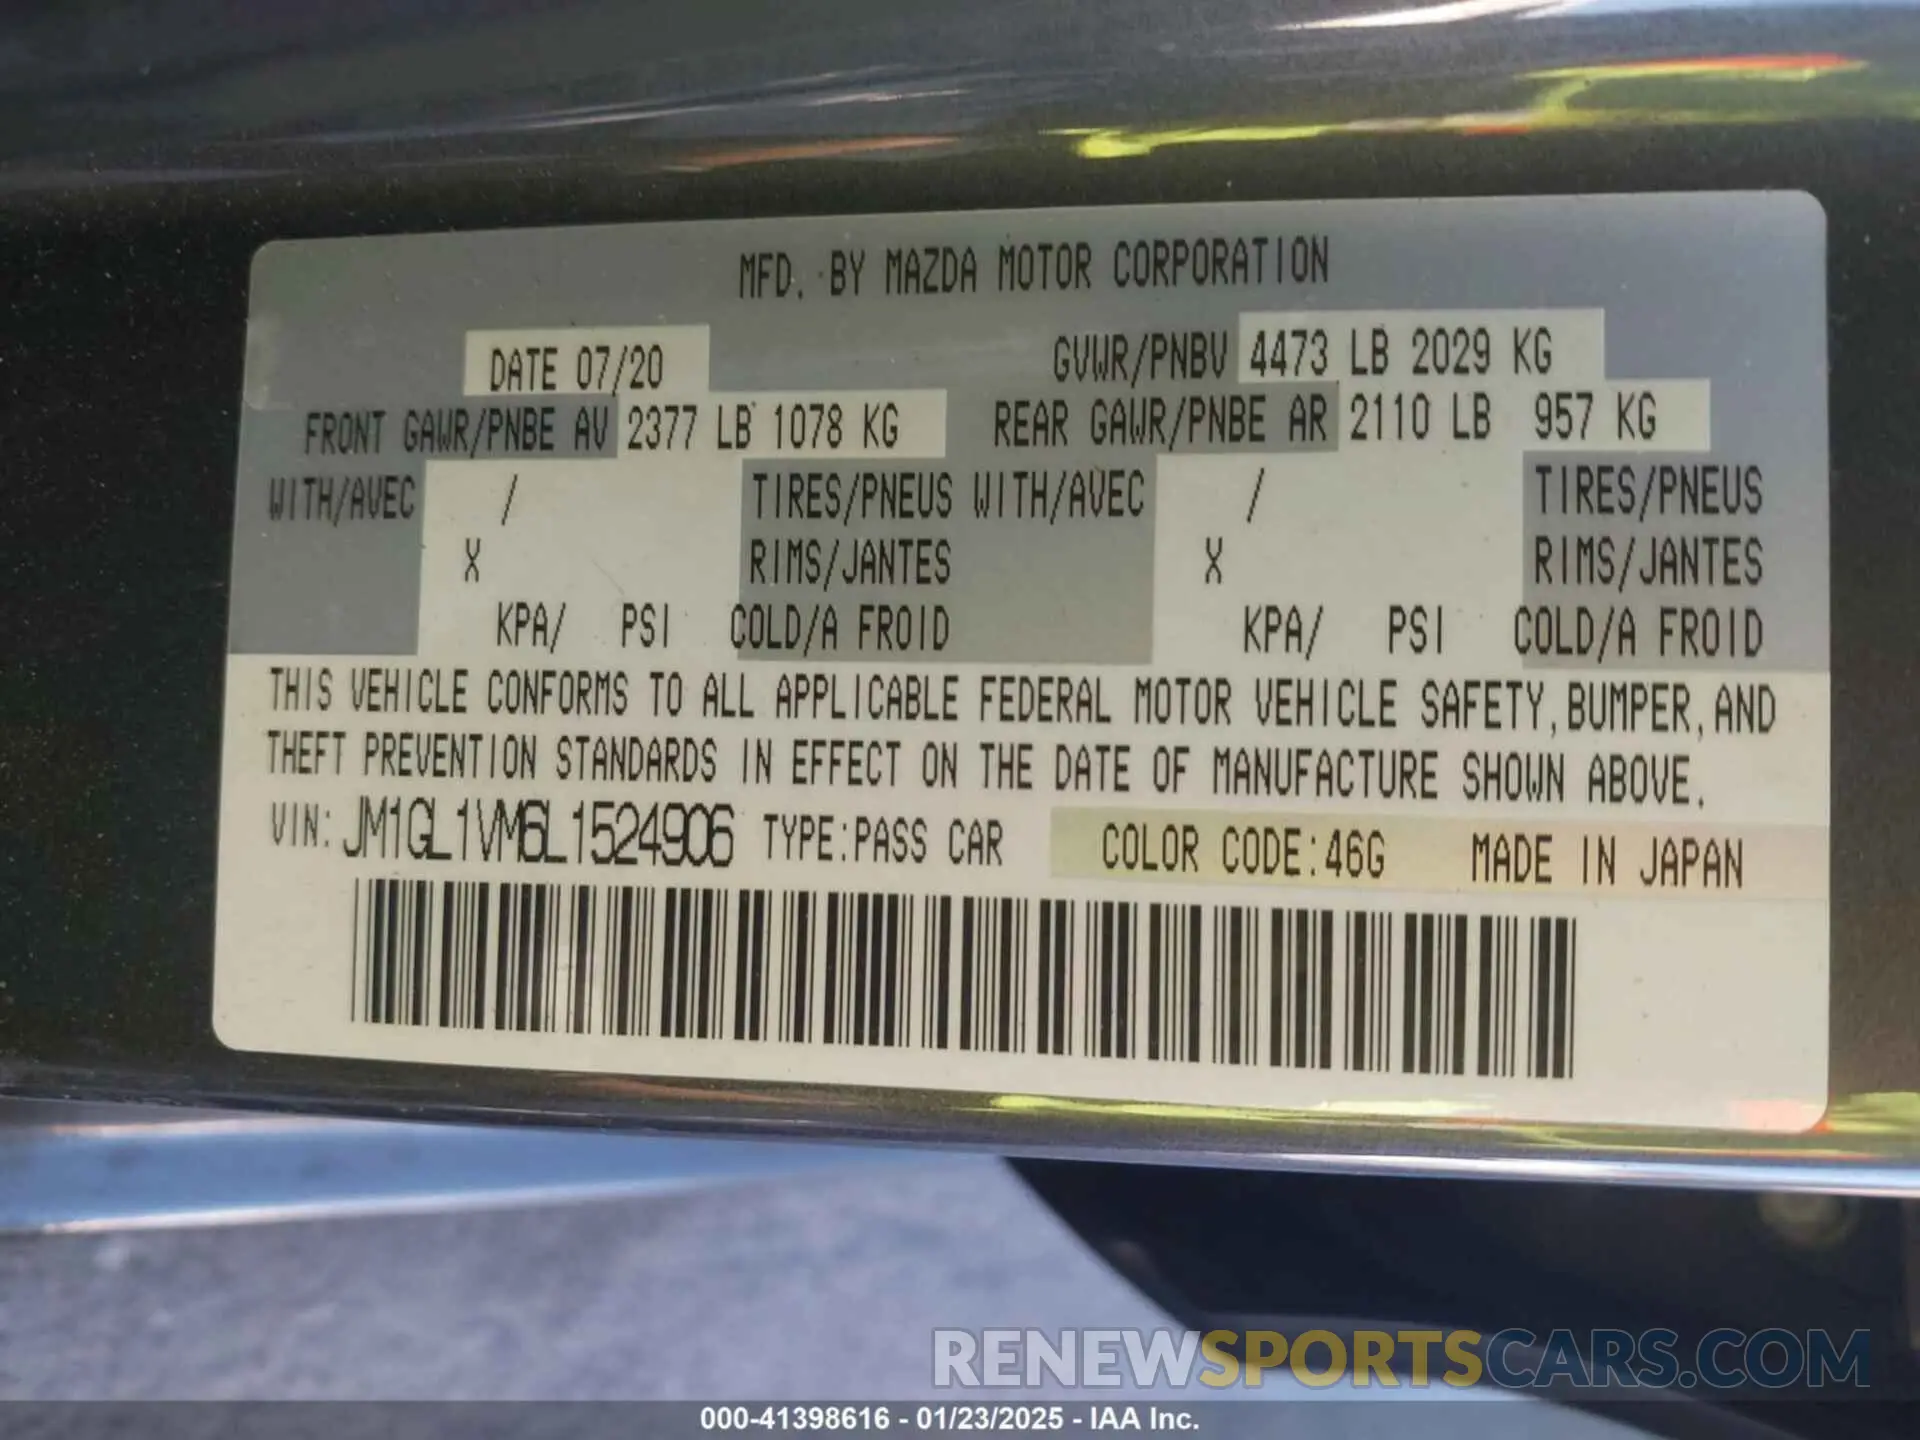 MFD. BY MAZDA MOTOR CORPORATION
DATE 07/20 GVWR/PNBV 4473 LB 2029 KG
FRONT GAWR/PNBE AV 2377 LB 1078 KG REAR GAWR/PNBE AR 2110 LB 957 KG
WITH/AVEC / TIRES/PNEUS WITH/AVEC / TIRES/PNEUS
X RIMS/JANTES X RIMS/JANTES
KPA/ PSI COLD/A FROID KPA/ PSI COLD/A FROID
THIS VEHICLE CONFORMS TO ALL APPLICABLE FEDERAL MOTOR VEHICLE SAFETY, BUMPER, AND
THEFT PREVENTION STANDARDS IN EFFECT ON THE DATE OF MANUFACTURE SHOWN ABOVE.
VIN: JM1GL1VM6L1524906 TYPE: PASS CAR COLOR CODE: 46G MADE IN JAPAN
RENEWSPORTSCARS.COM
000-41398616 - 01/23/2025 - IAA Inc.